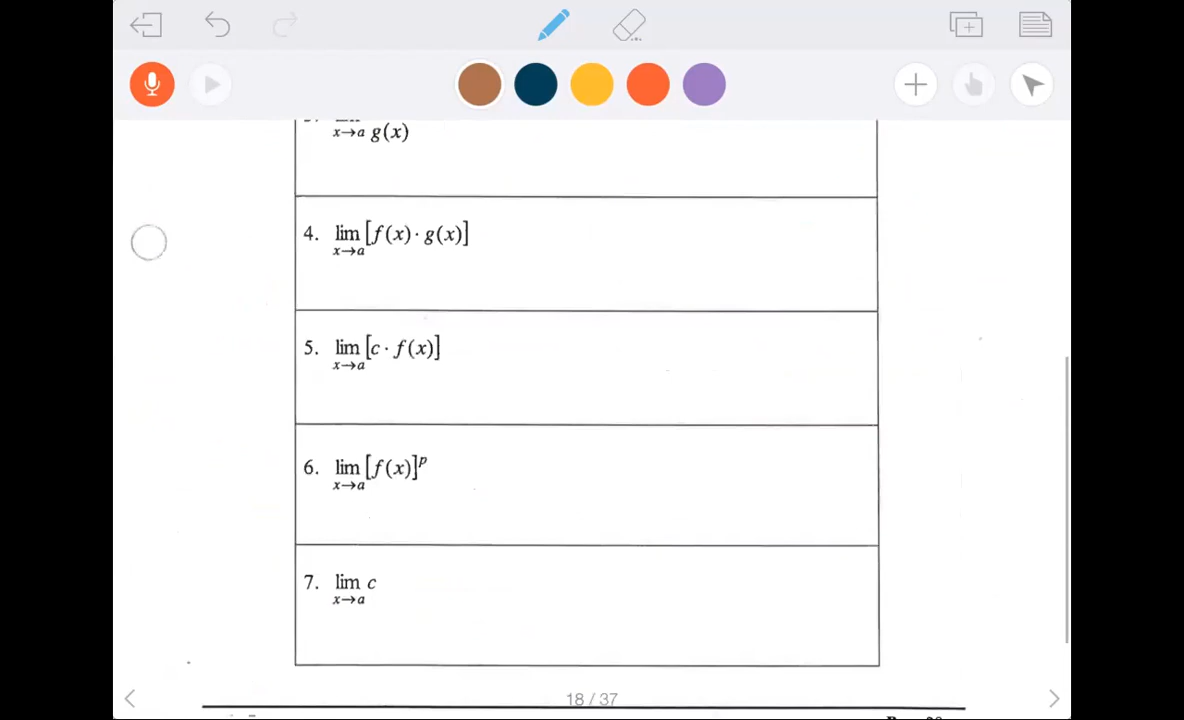 x→a g(x)
4. lim [f(x) · g(x)]
x→a
5. lim [c · f(x)]
x→a
6. lim [f(x)]ᵖ
x→a
7. lim c
x→a
18 / 37